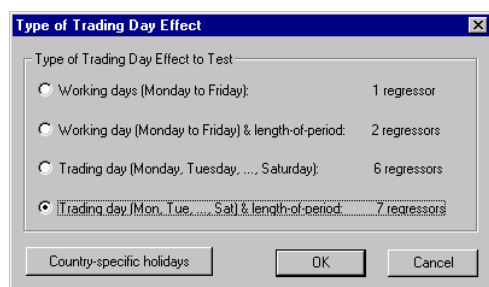 Type of Trading Day Effect
Type of Trading Day Effect to Test
Working days (Monday to Friday): 1 regressor
Working day (Monday to Friday) & length-of-period: 2 regressors
Trading day (Monday, Tuesday, ..., Saturday): 6 regressors
Trading day (Mon, Tue, ..., Sat) & length-of-period: 7 regressors
Country-specific holidays OK Cancel